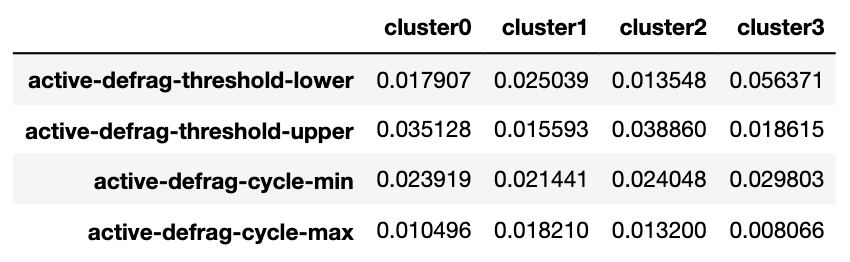 cluster0 cluster1 cluster2 cluster3
active-defrag-threshold-lower 0.017907 0.025039 0.013548 0.056371
active-defrag-threshold-upper 0.035128 0.015593 0.038860 0.018615
active-defrag-cycle-min 0.023919 0.021441 0.024048 0.029803
active-defrag-cycle-max 0.010496 0.018210 0.013200 0.008066